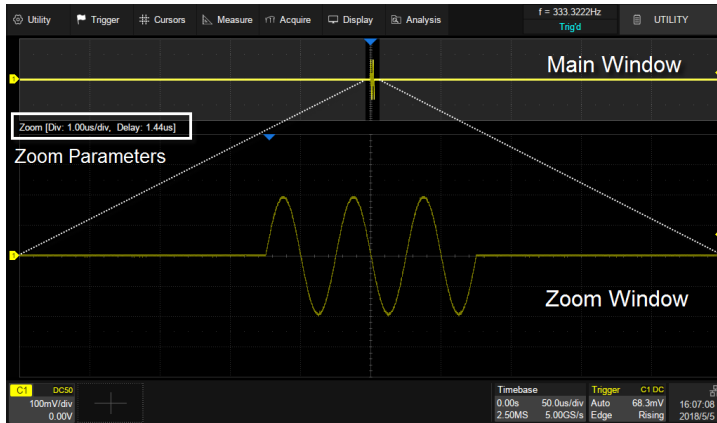 Utility Trigger Cursors Measure Acquire Display Analysis f = 333.3222Hz Trig'd UTILITY
Main Window
1
Zoom [Div: 1.00us/div, Delay: 1.44us]
Zoom Parameters
1
Zoom Window
C1 DC50
100mV/div
0.00V
Timebase
0.00s 50.0us/div
2.50MS 5.00GS/s
Trigger C1 DC
Auto 68.3mV
Edge Rising
16:07:08
2018/5/5